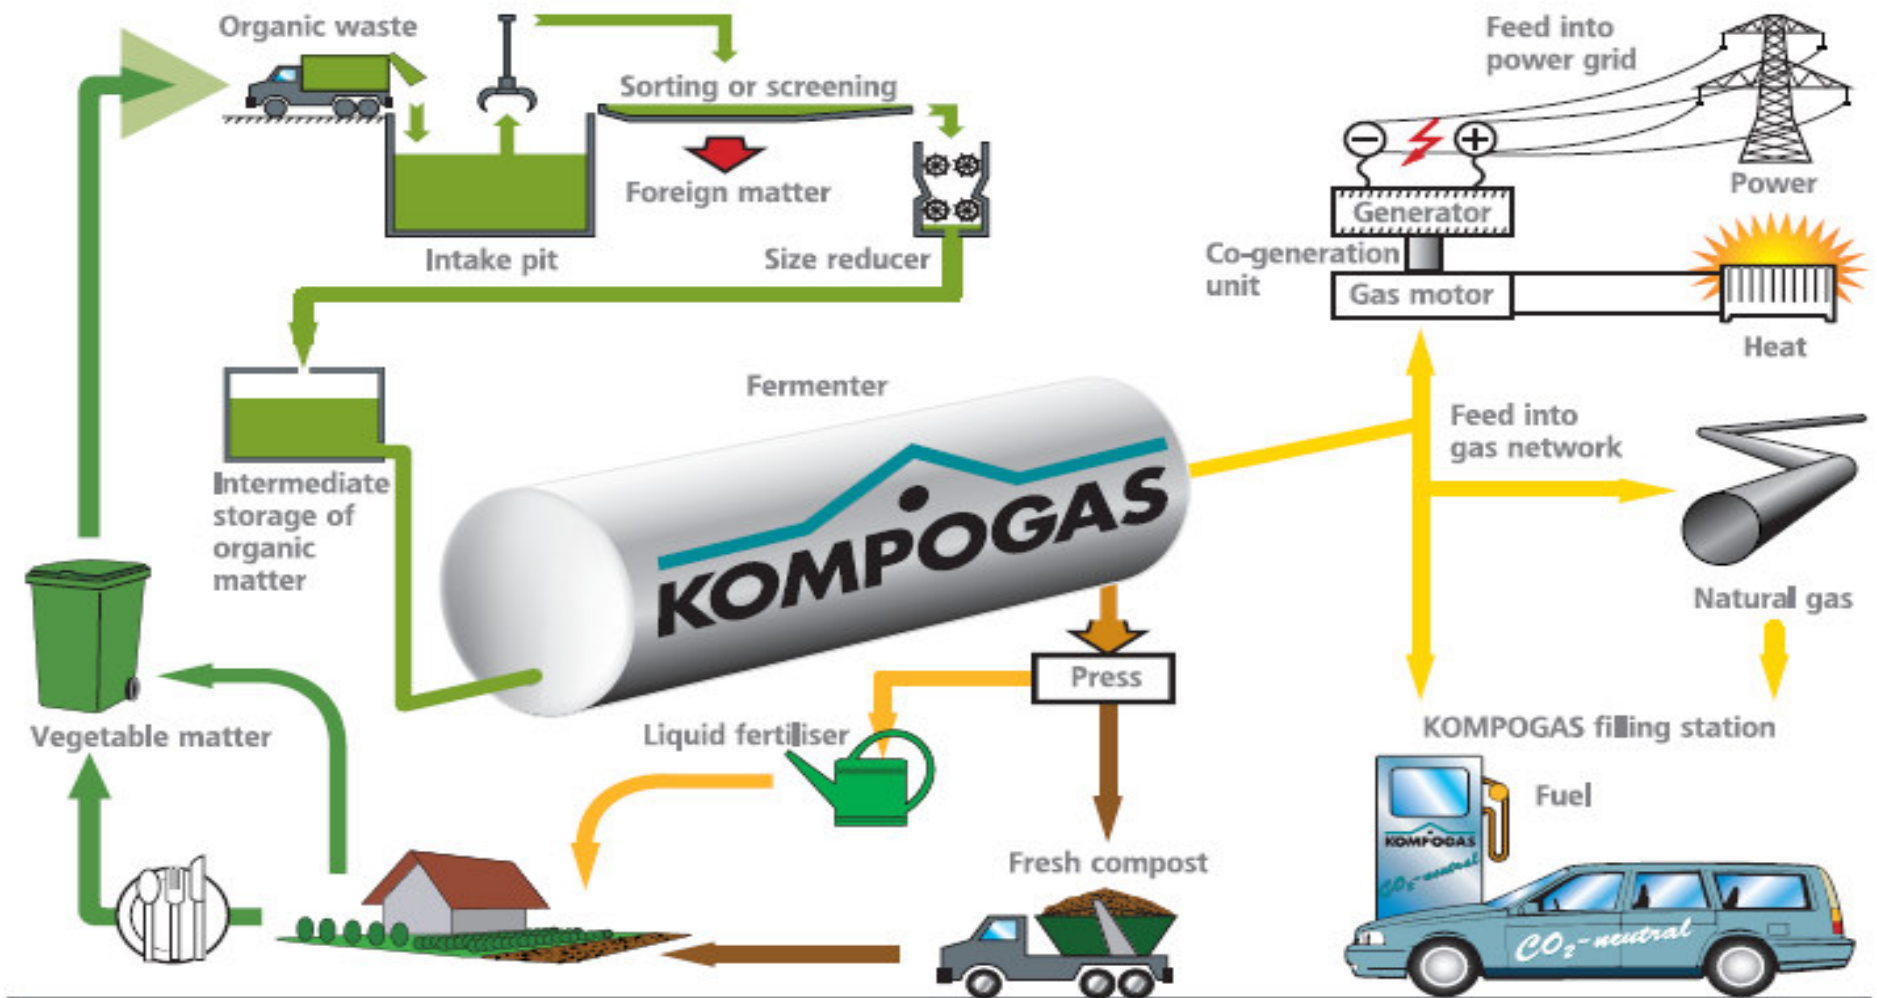 Organic waste
Sorting or screening
Foreign matter
Intake pit
Size reducer
Intermediate
storage of
organic
matter
Fermenter
KOMPOGAS
Feed into
power grid
Power
−
+
Generator
Co-generation
unit
Gas motor
Heat
Feed into
gas network
Natural gas
Press
Liquid fertiliser
Vegetable matter
Fresh compost
KOMPOGAS filling station
Fuel
KOMPOGAS
CO₂-neutral
CO₂-neutral